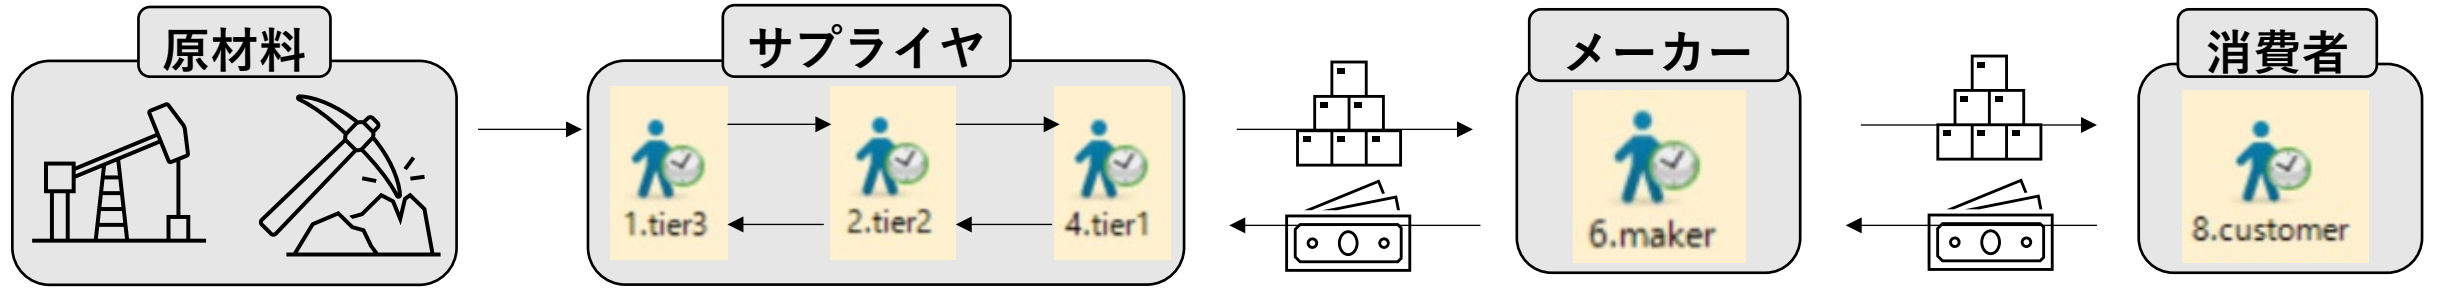 原材料
サプライヤ
メーカー
消費者
1.tier3
2.tier2
4.tier1
6.maker
8.customer